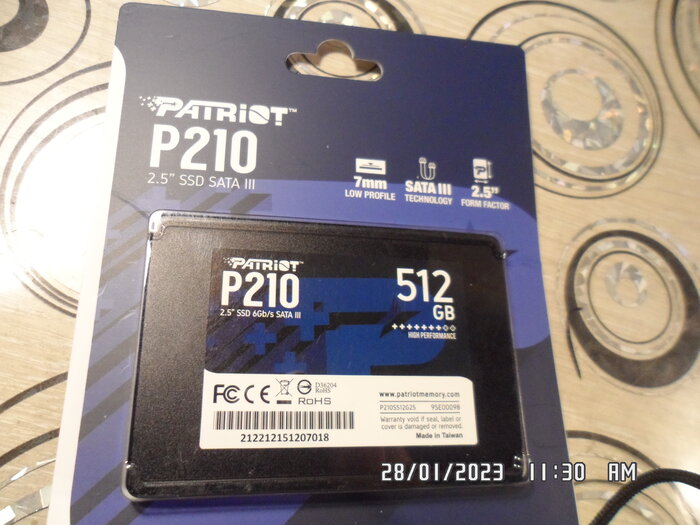 PATRIOT™
P210
2.5” SSD SATA III
7mm
LOW PROFILE
SATA III
TECHNOLOGY
2.5"
FORM FACTOR
PATRIOT
P210
2.5” SSD 6Gb/s SATA III
512
GB
HIGH PERFORMANCE
FC CE D36204
RoHS
RoHS
212212151207018
www.patriotmemory.com
P210S512G25 9SE00098
Warranty void if seal, label or
cover is damaged or removed.
Made in Taiwan
28/01/2023 11:30 AM